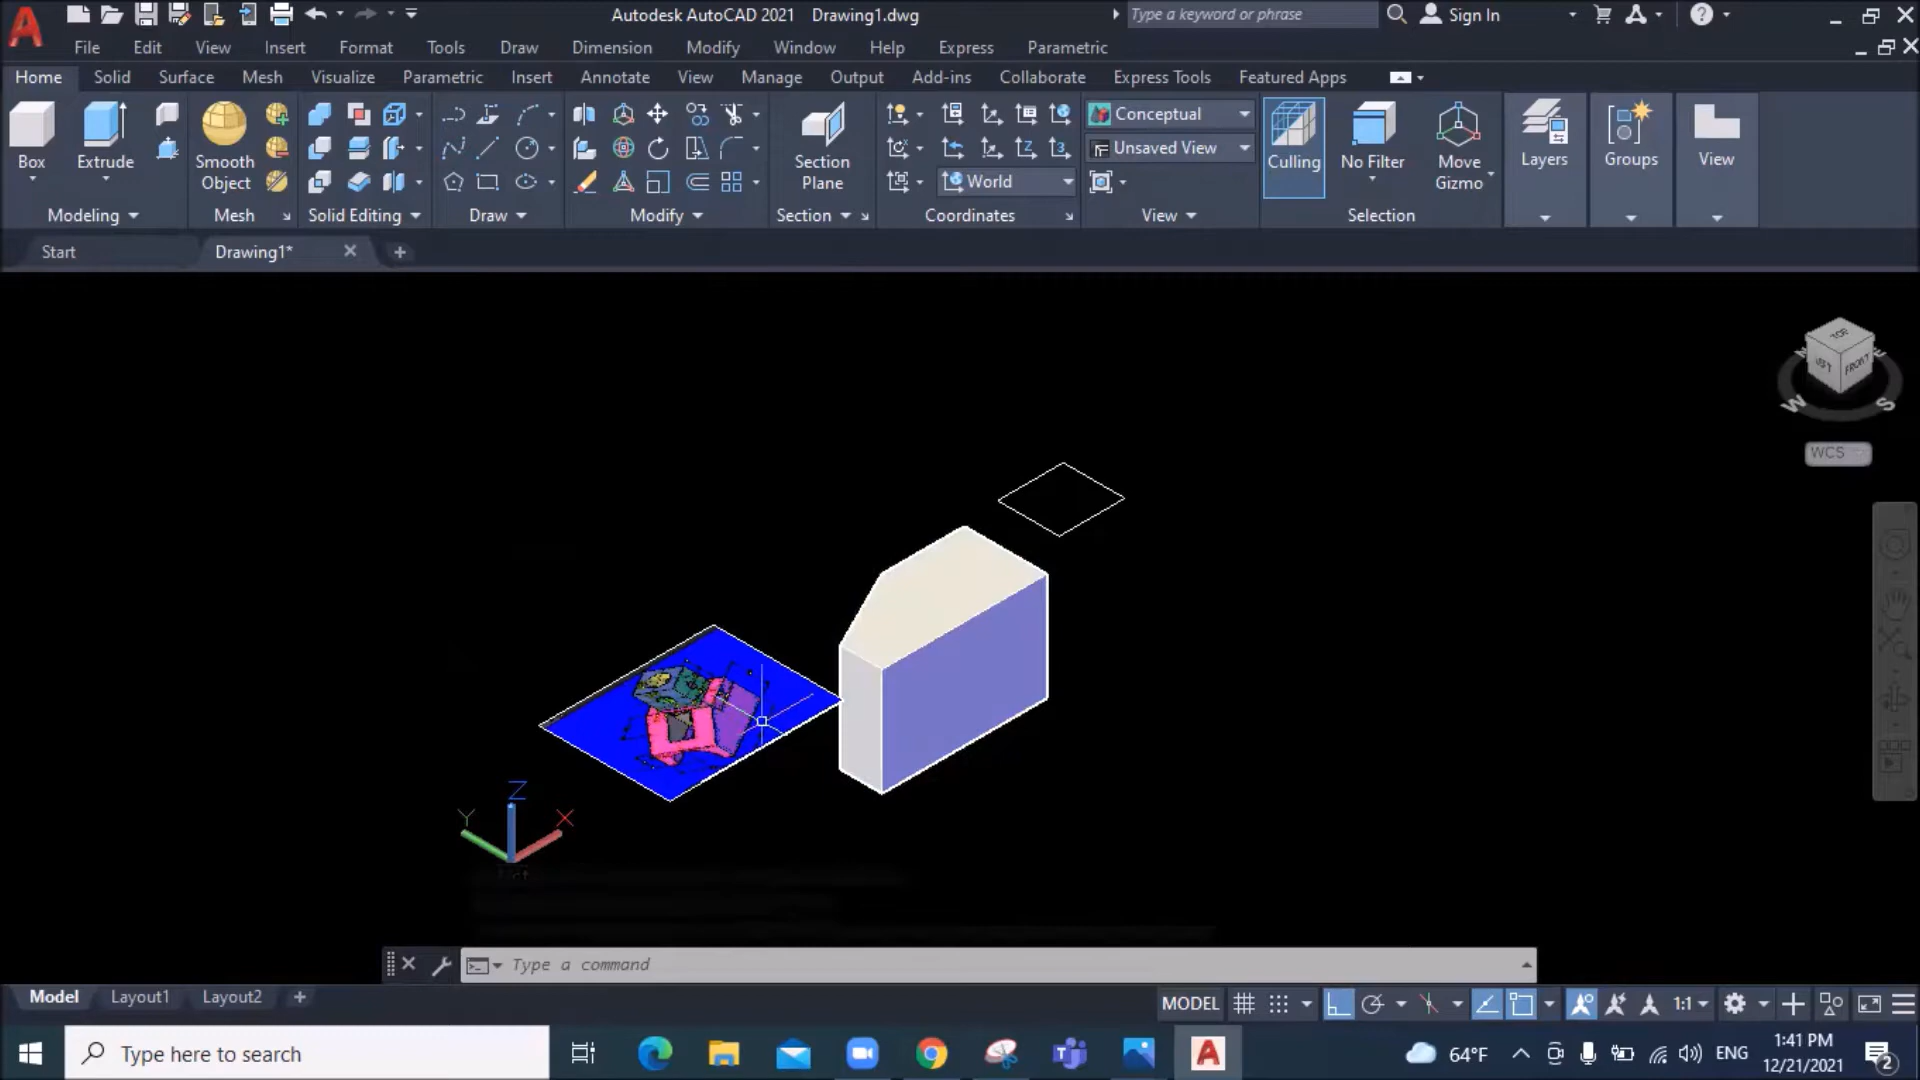 Autodesk AutoCAD 2021 Drawing1.dwg
Type a keyword or phrase
Sign In
File Edit View Insert Format Tools Draw Dimension Modify Window Help Express Parametric
Home Solid Surface Mesh Visualize Parametric Insert Annotate View Manage Output Add-ins Collaborate Express Tools Featured Apps
Box Extrude Smooth Object Section Plane
Conceptual
Unsaved View
World
Culling No Filter Move Gizmo Layers Groups View
Modeling Mesh Solid Editing Draw Modify Section Coordinates View Selection
Start Drawing1*
TOP
LEFT FRONT
W S
WCS
Z
Y X
Type a command
Model Layout1 Layout2
MODEL 1:1
Type here to search
64°F ENG
1:41 PM
12/21/2021
2